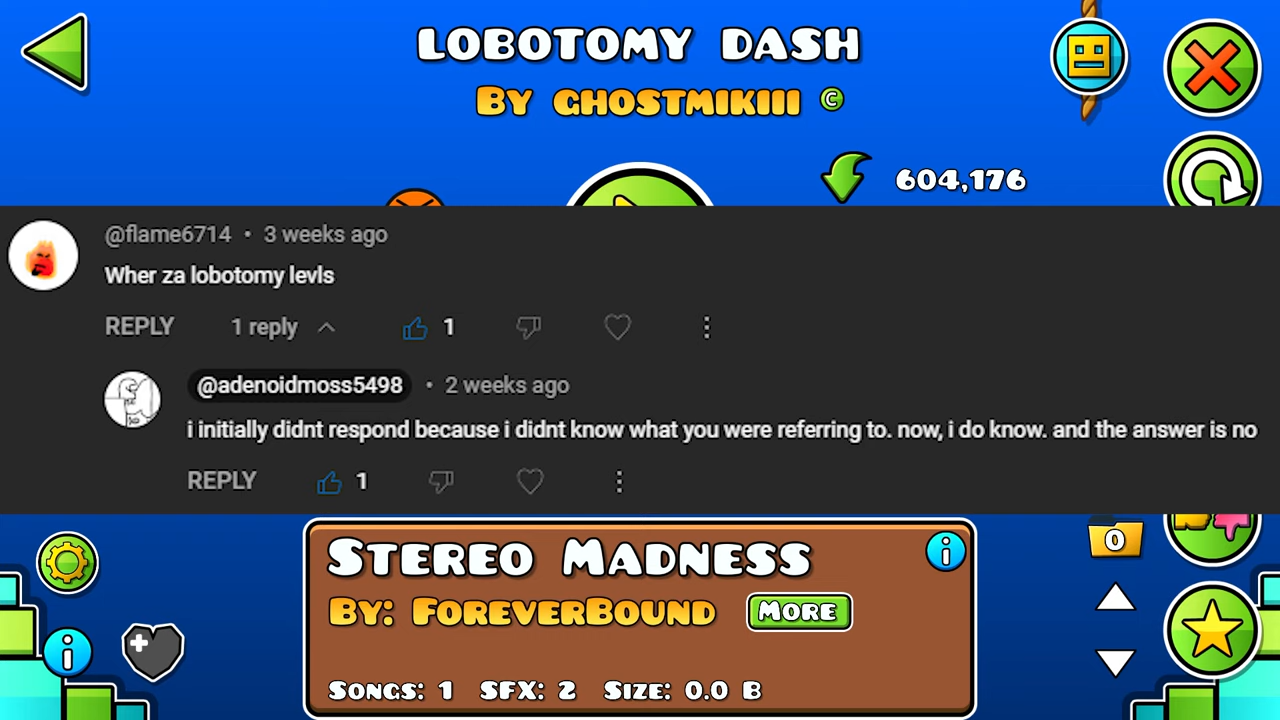 LOBOTOMY DASH
BY GHOSTMIKIII ©
604,176
@flame6714 • 3 weeks ago
Wher za lobotomy levls
REPLY 1 reply 1
@adenoidmoss5498 • 2 weeks ago
i initially didnt respond because i didnt know what you were referring to. now, i do know. and the answer is no
REPLY 1
STEREO MADNESS
BY: FOREVERBOUND MORE
SONGS: 1 SFX: 2 SIZE: 0.0 B
0